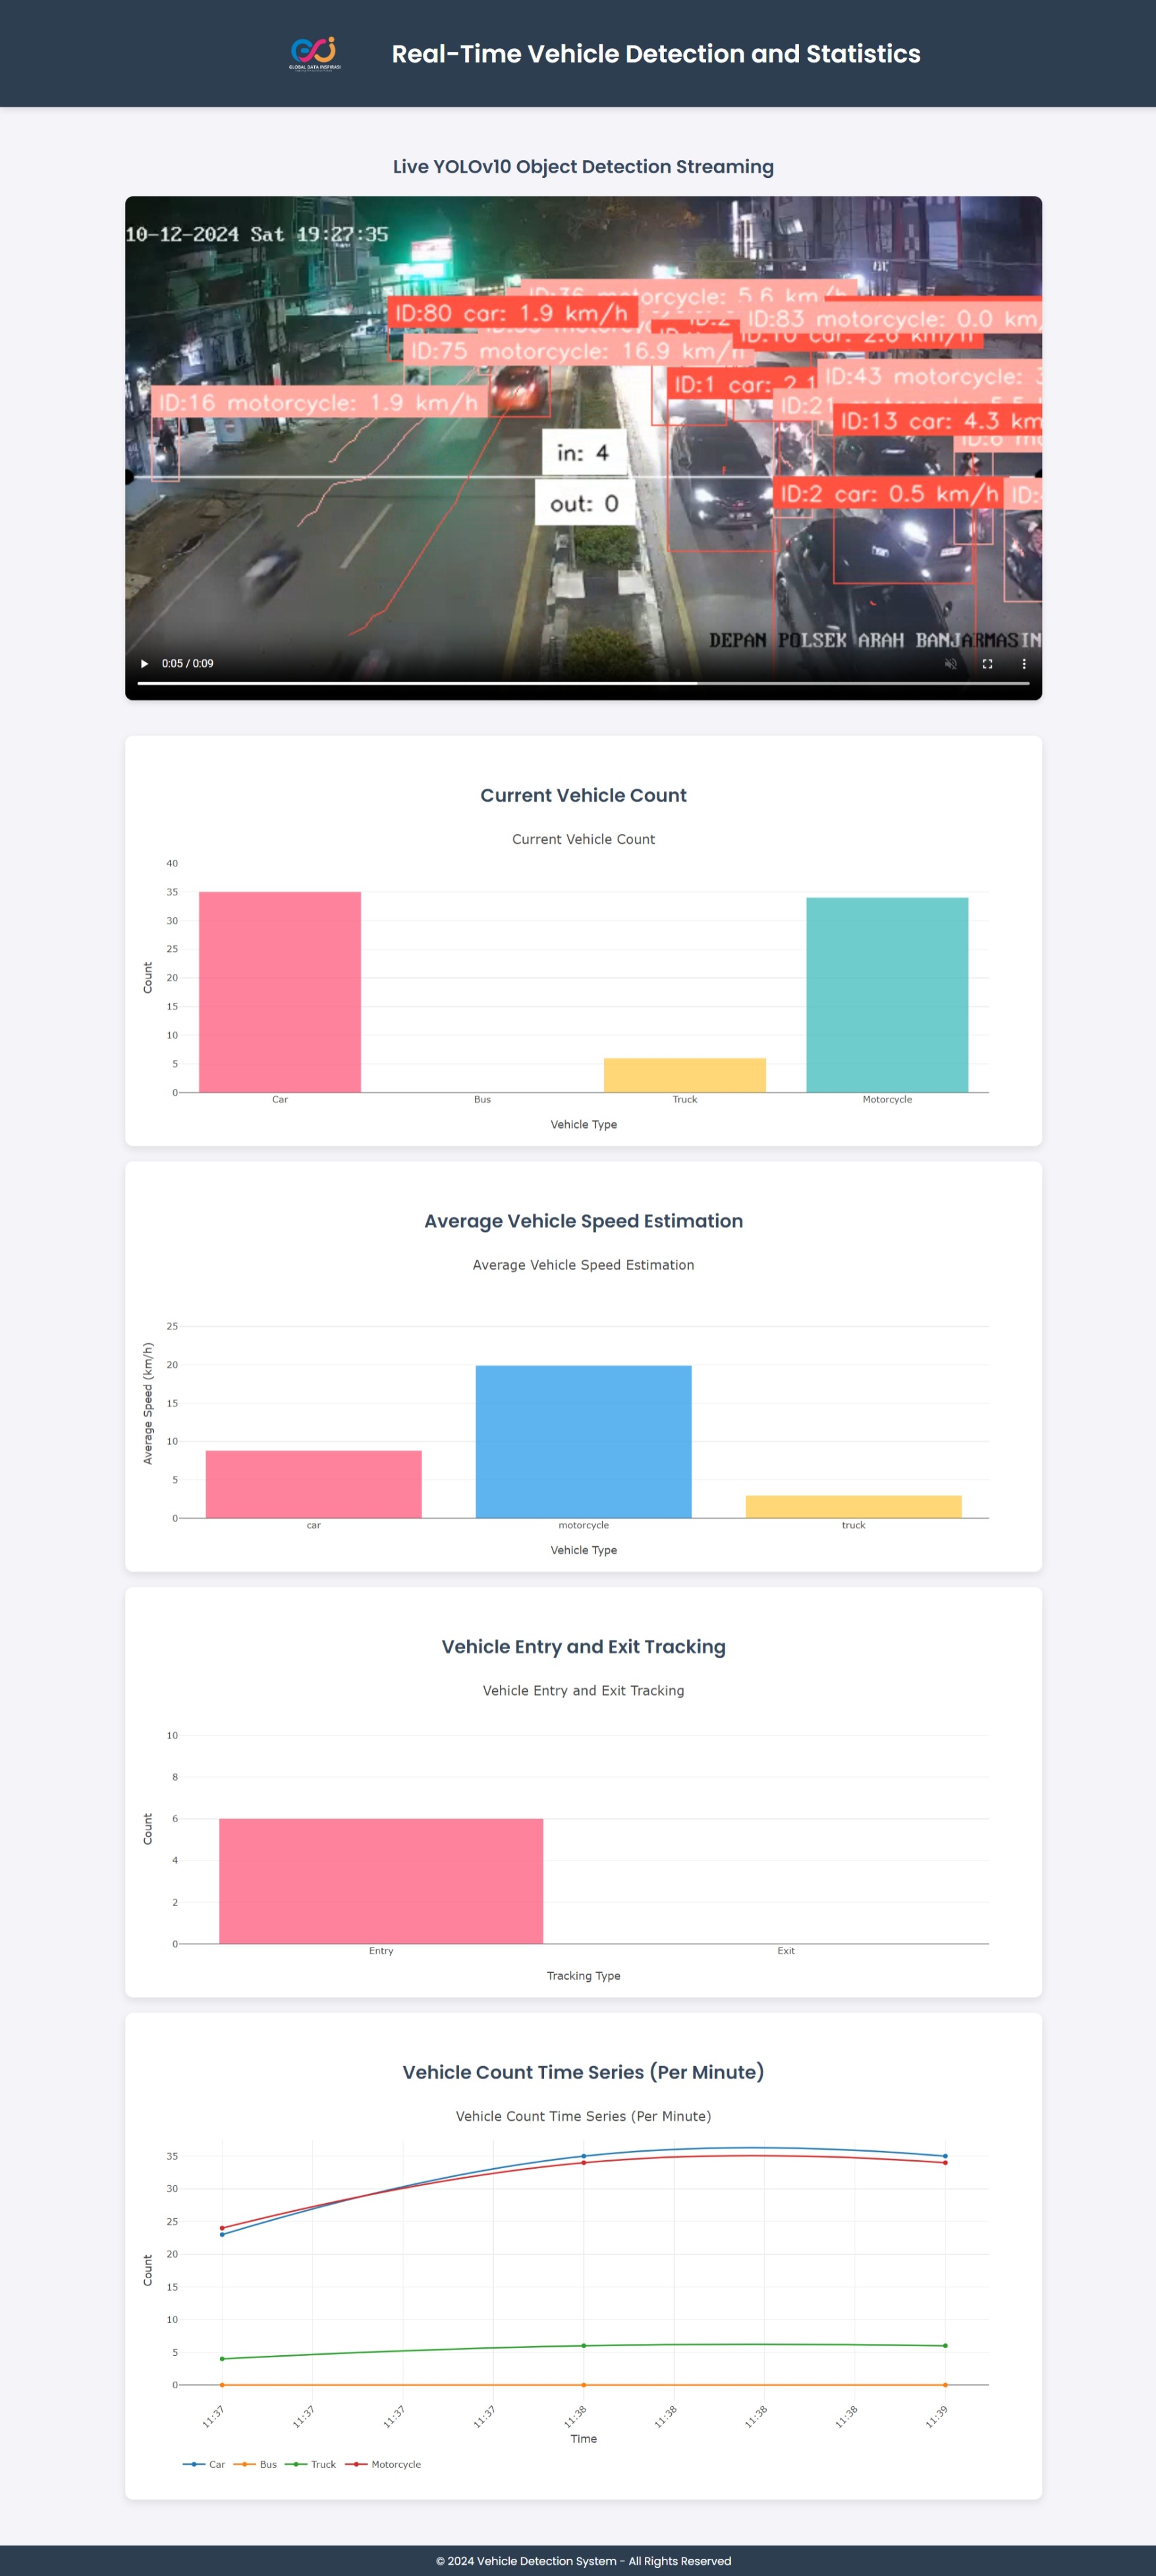 GLOBAL DATA INSPIRASI
Real-Time Vehicle Detection and Statistics
Live YOLOv10 Object Detection Streaming
10-12-2024 Sat 19:27:35
ID:36 motorcycle: 5.6 km/h
ID:80 car: 1.9 km/h
ID:83 motorcycle: 0.0 km
ID:10 car: 2.6 km/h
ID:75 motorcycle: 16.9 km/h
ID:1 car: 2.1
ID:43 motorcycle: 3
ID:16 motorcycle: 1.9 km/h
ID:21
ID:13 car: 4.3 km
in: 4
ID:2 car: 0.5 km/h
ID:
out: 0
DEPAN POLSEK ARAH BANJARMASIN
0:05 / 0:09
Current Vehicle Count
Current Vehicle Count
40
35
30
25
20
15
10
5
0
Count
Car
Bus
Truck
Motorcycle
Vehicle Type
Average Vehicle Speed Estimation
Average Vehicle Speed Estimation
25
20
15
10
5
0
Average Speed (km/h)
car
motorcycle
truck
Vehicle Type
Vehicle Entry and Exit Tracking
Vehicle Entry and Exit Tracking
10
8
6
4
2
0
Count
Entry
Exit
Tracking Type
Vehicle Count Time Series (Per Minute)
Vehicle Count Time Series (Per Minute)
35
30
25
20
15
10
5
0
Count
11:37
11:37
11:37
11:37
11:38
11:38
11:38
11:38
11:39
Time
Car
Bus
Truck
Motorcycle
© 2024 Vehicle Detection System - All Rights Reserved